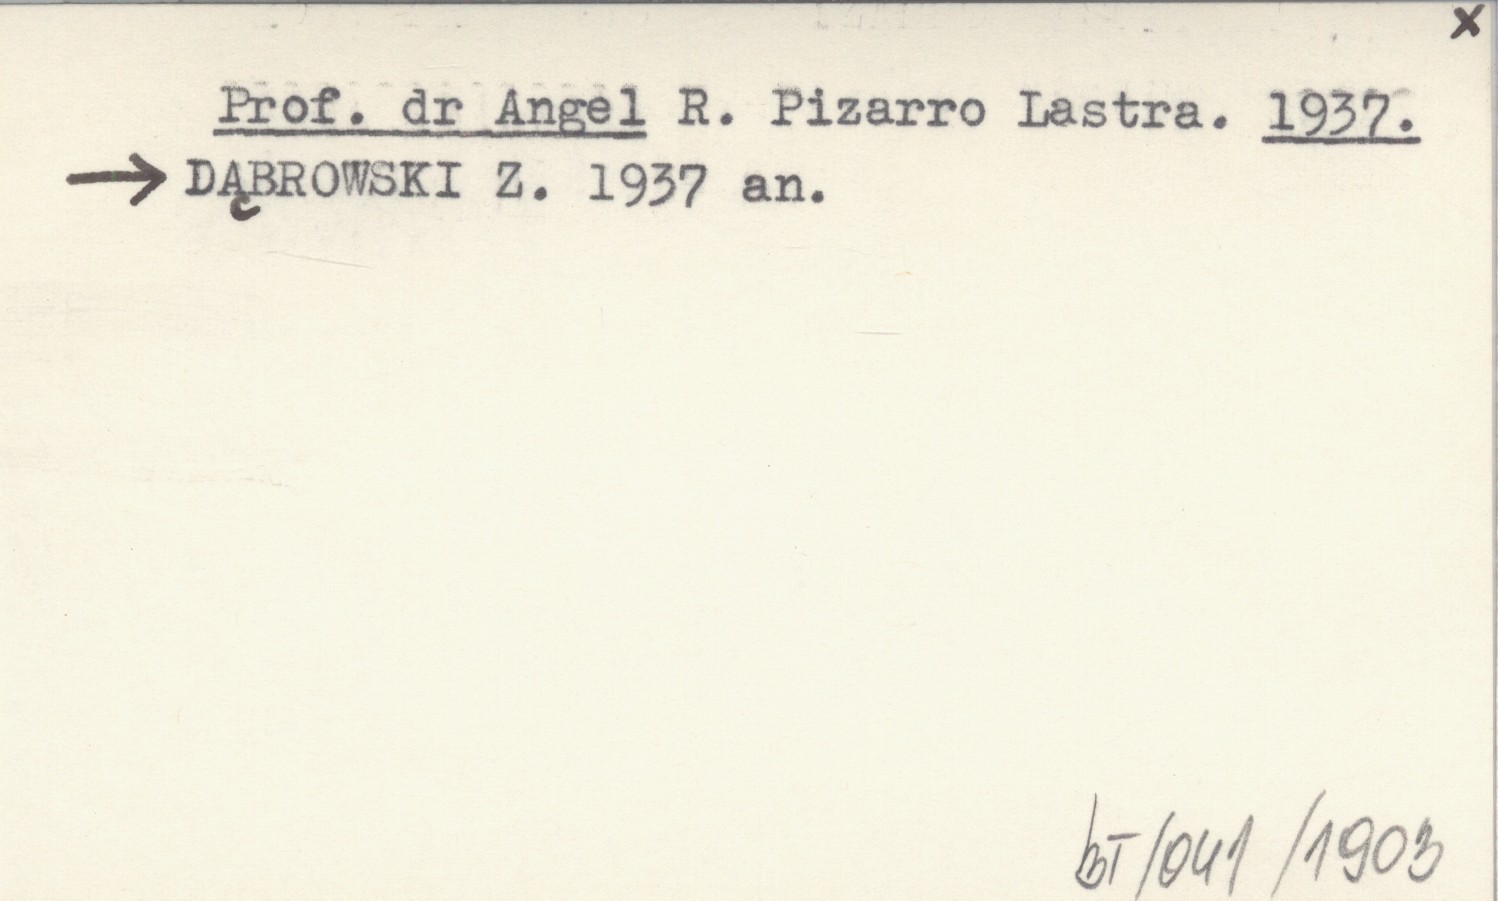 x
Prof. dr Angel R. Pizarro Lastra. 1937.
→ DĄBROWSKI Z. 1937 an.
bT/041/1903